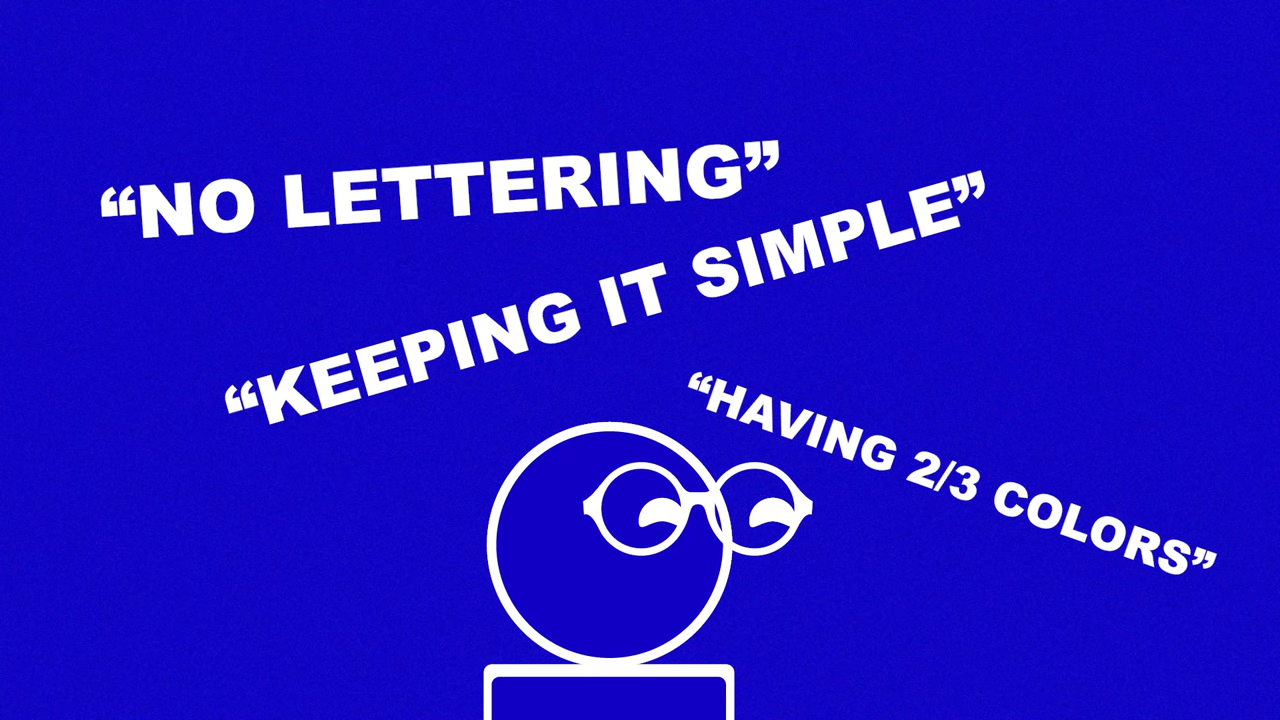 “NO LETTERING”
“KEEPING IT SIMPLE”
“HAVING 2/3 COLORS”